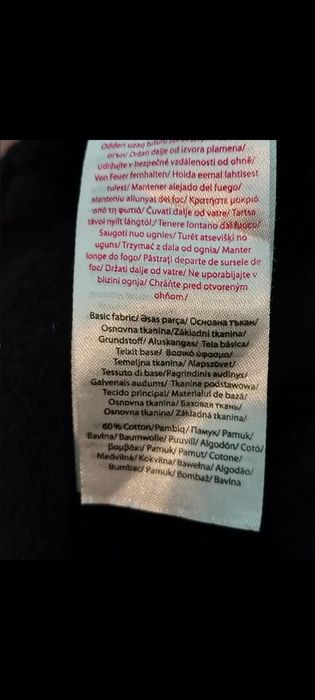 Odden uzaq tutun
Držati dalje od izvora plamena/
Udržujte v bezpečné vzdálenosti od ohně/
Von Feuer fernhalten/ Hoida eemal lahtisest
tulest/ Mantener alejado del fuego/
Manteniu allunyat del foc/ Κρατήστε μακριά
από τη φωτιά/ Čuvati dalje od vatre/ Tartsa
távol nyílt lángtól/ Tenere lontano dal fuoco/
Saugoti nuo ugnies/ Turēt atsevišķi no
uguns/ Trzymać z dala od ognia/ Manter
longe do fogo/ Păstrați departe de sursele de
foc/ Držati dalje od vatre/ Ne uporabljajte v
bližini ognja/ Chráňte pred otvoreným
ohňom/
Basic fabric/ Əsas parça/ Основна тъкан/
Osnovna tkanina/Základní tkanina/
Grundstoff/ Aluskangas/ Tela básica/
Teixit base/ Βασικό ύφασμα/
Temeljna tkanina/ Alapszövet/
Tessuto di base/Pagrindinis audinys/
Galvenais audums/ Tkanina podstawowa/
Tecido principal/ Materialul de bază/
Osnovna tkanina/ Базовая ткань/
Osnovna tkanina/ Základná tkanina/
60% Cotton/Pambıq/ Памук/ Pamuk/
Bavlna/ Baumwolle/ Puuvill/ Algodón/ Cotó/
βαμβάκι/ Pamuk/ Pamut/ Cotone/
Medvilnė/ Kokvilna/ Bawełna/ Algodão/
Bumbac/ Pamuk/ Bombaž/ Bavlna